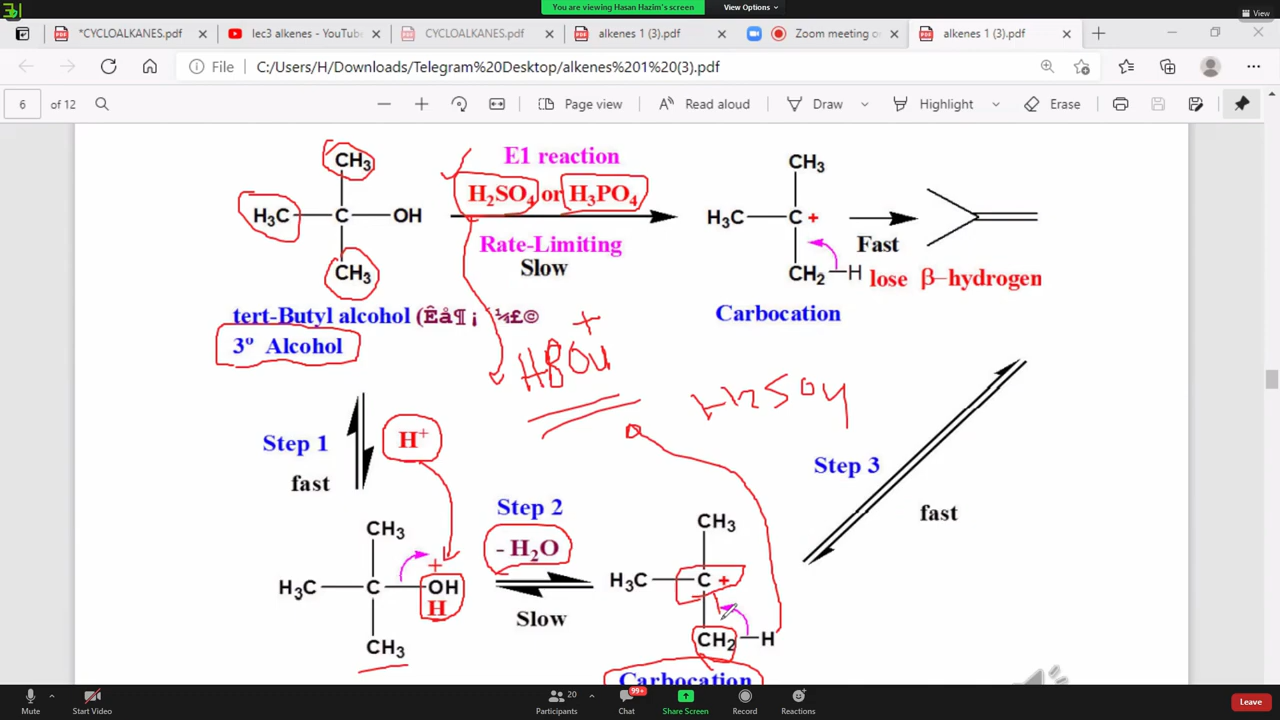 You are viewing Hasan Hazim's screen
View Options
View
*CYCLOALKANES.pdf
lec3 alkenes - YouTube
CYCLOALKANES.pdf
alkenes 1 (3).pdf
Zoom meeting o
alkenes 1 (3).pdf
File
C:/Users/H/Downloads/Telegram%20Desktop/alkenes%201%20(3).pdf
6 of 12
Page view
Read aloud
Draw
Highlight
Erase
CH3
E1 reaction
CH3
H2SO4 or H3PO4
H3C C OH
H3C C +
Rate-Limiting
Fast
Slow
CH3
CH2 H lose β-hydrogen
tert-Butyl alcohol (Êå¶¡ ¼£©
Carbocation
3º Alcohol
H2SO4
Step 1
H+
Step 3
fast
Step 2
fast
CH3
CH3
- H2O
+
H3C C OH
H3C C +
H
Slow
CH3
CH2 H
Carbocation
Mute
Start Video
20
Participants
99+
Chat
Share Screen
Record
Reactions
Leave